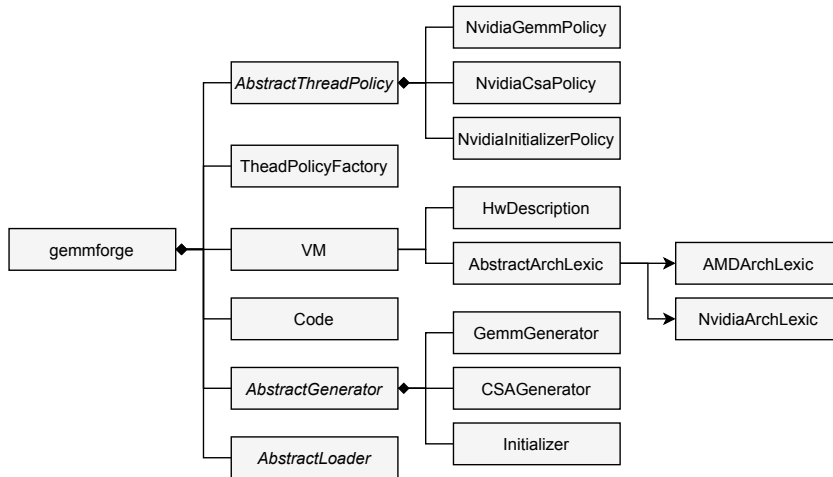 NvidiaGemmPolicy
AbstractThreadPolicy
NvidiaCsaPolicy
NvidiaInitializerPolicy
TheadPolicyFactory
HwDescription
gemmforge
VM
AbstractArchLexic
AMDArchLexic
Code
NvidiaArchLexic
GemmGenerator
AbstractGenerator
CSAGenerator
Initializer
AbstractLoader